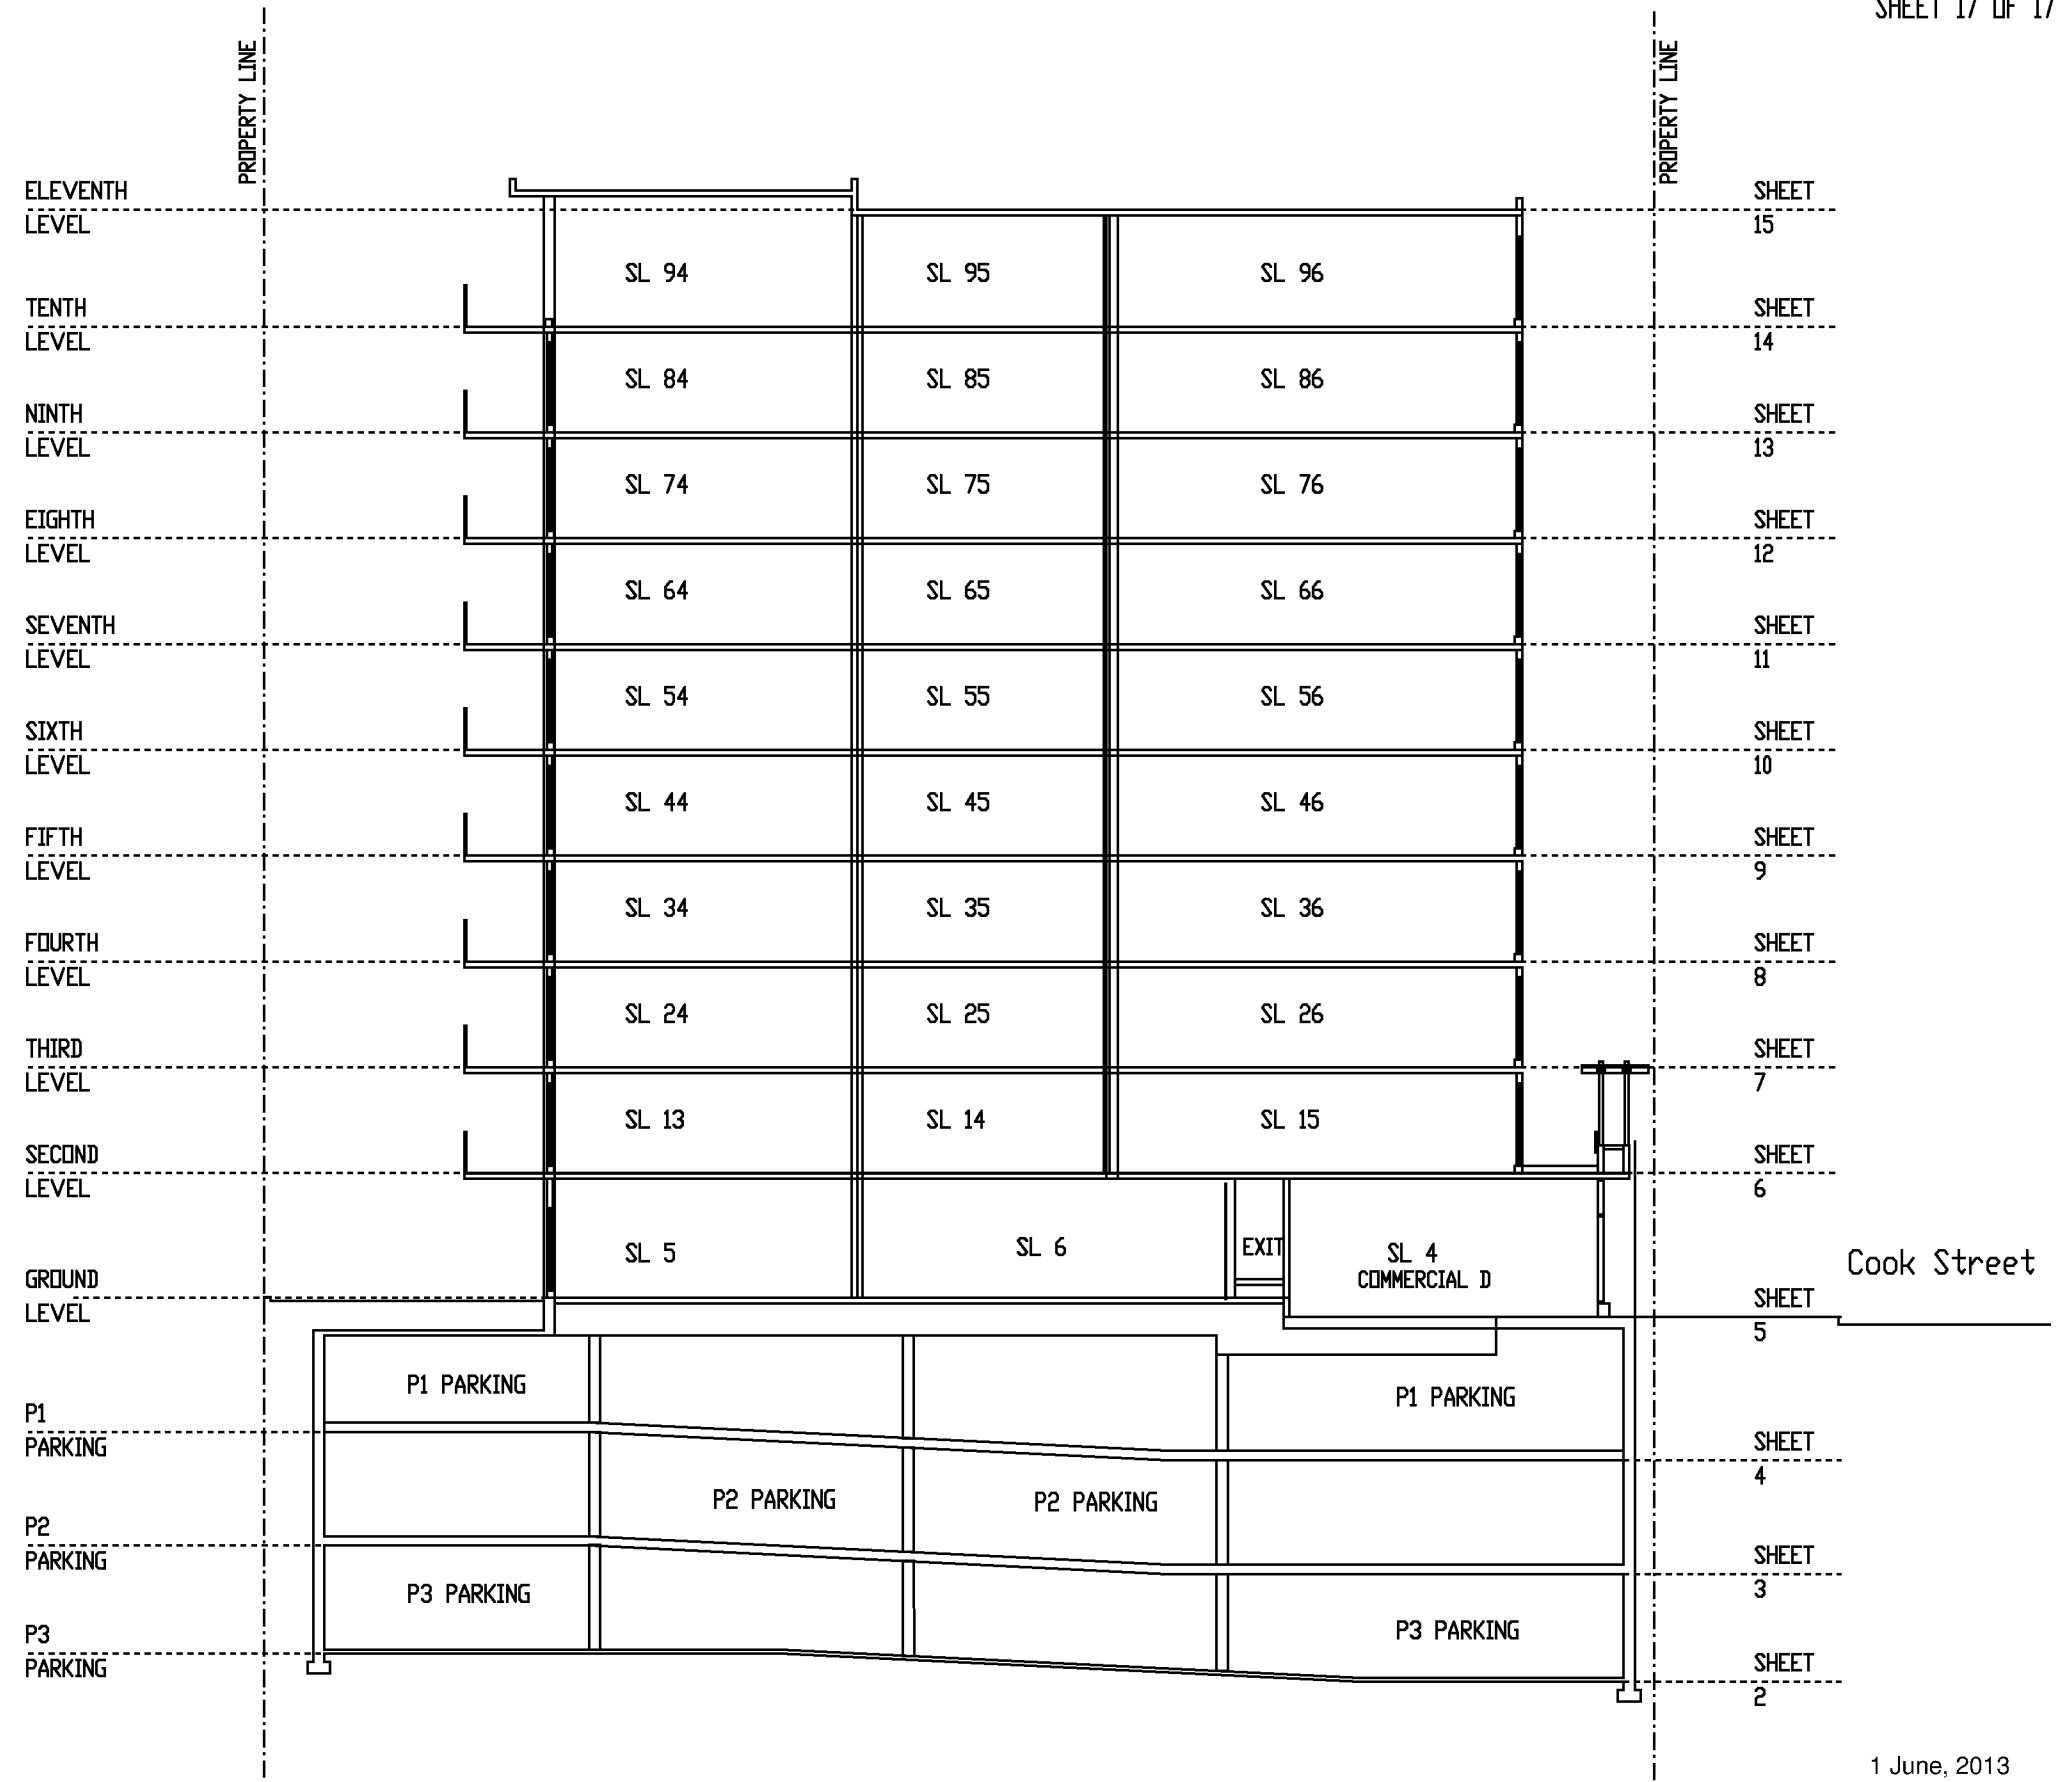 SHEET 17 OF 17
PROPERTY LINE
PROPERTY LINE
ELEVENTH
LEVEL
SHEET
15
SL 94
SL 95
SL 96
TENTH
LEVEL
SHEET
14
SL 84
SL 85
SL 86
NINTH
LEVEL
SHEET
13
SL 74
SL 75
SL 76
EIGHTH
LEVEL
SHEET
12
SL 64
SL 65
SL 66
SEVENTH
LEVEL
SHEET
11
SL 54
SL 55
SL 56
SIXTH
LEVEL
SHEET
10
SL 44
SL 45
SL 46
FIFTH
LEVEL
SHEET
9
SL 34
SL 35
SL 36
FOURTH
LEVEL
SHEET
8
SL 24
SL 25
SL 26
THIRD
LEVEL
SHEET
7
SL 13
SL 14
SL 15
SECOND
LEVEL
SHEET
6
SL 5
SL 6
EXIT
SL 4
COMMERCIAL D
Cook Street
GROUND
LEVEL
SHEET
5
P1 PARKING
P1 PARKING
P1
PARKING
SHEET
4
P2 PARKING
P2 PARKING
P2
PARKING
SHEET
3
P3 PARKING
P3 PARKING
P3
PARKING
SHEET
2
1 June, 2013